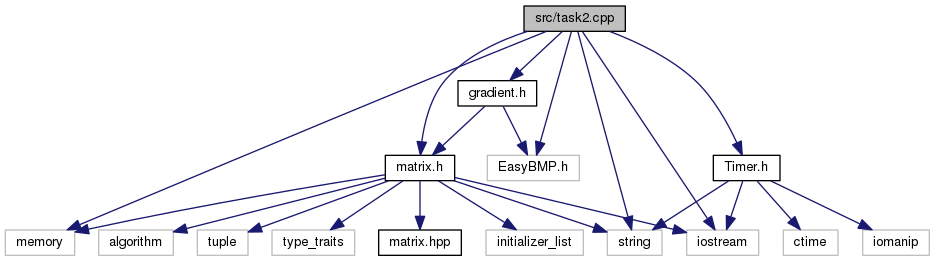 src/task2.cpp
gradient.h
matrix.h
EasyBMP.h
Timer.h
memory
algorithm
tuple
type_traits
matrix.hpp
initializer_list
string
iostream
ctime
iomanip